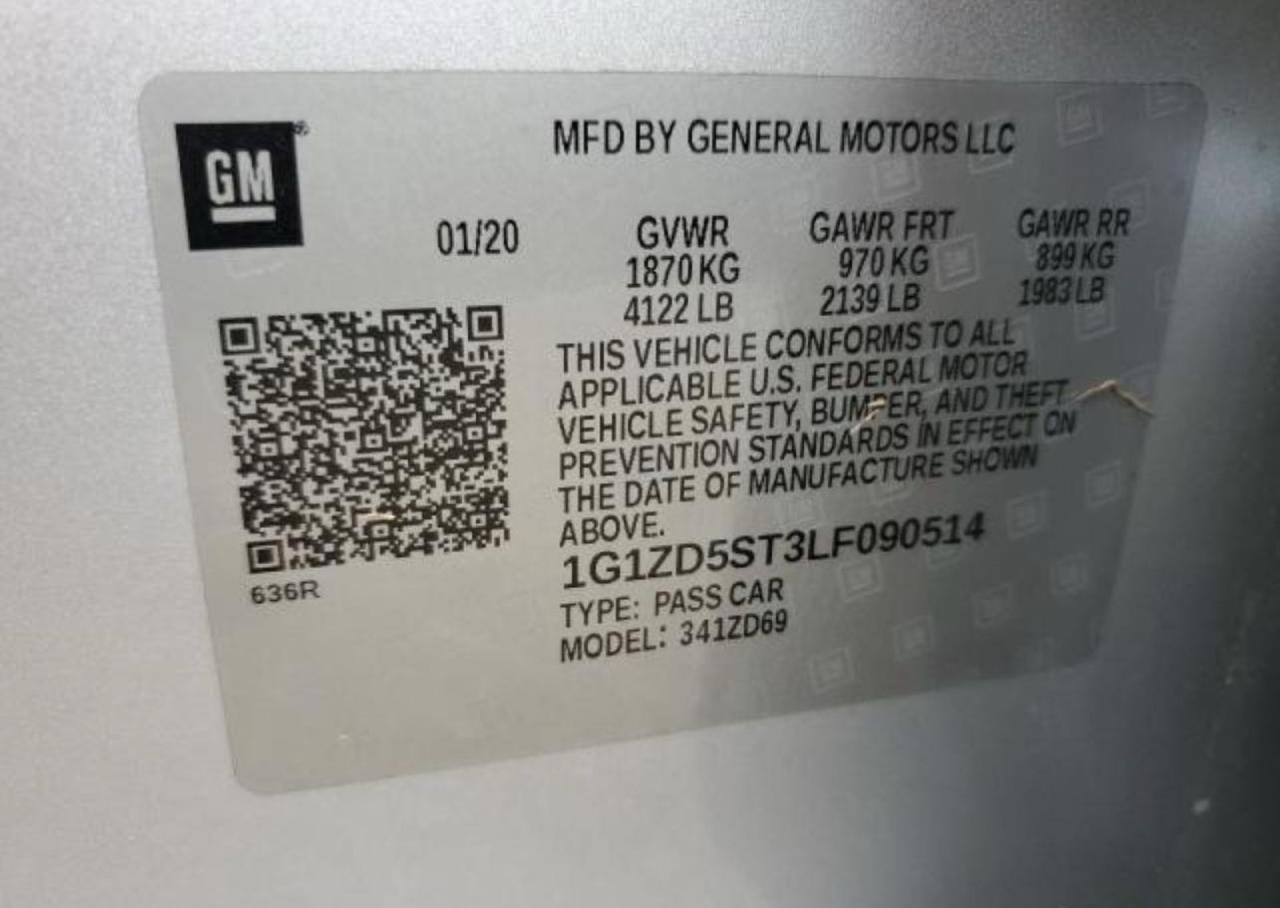 GM®
MFD BY GENERAL MOTORS LLC
01/20
GVWR GAWR FRT GAWR RR
1870 KG 970 KG 899 KG
4122 LB 2139 LB 1983 LB
THIS VEHICLE CONFORMS TO ALL
APPLICABLE U.S. FEDERAL MOTOR
VEHICLE SAFETY, BUMPER, AND THEFT
PREVENTION STANDARDS IN EFFECT ON
THE DATE OF MANUFACTURE SHOWN
ABOVE.
1G1ZD5ST3LF090514
TYPE: PASS CAR
MODEL: 341ZD69
636R